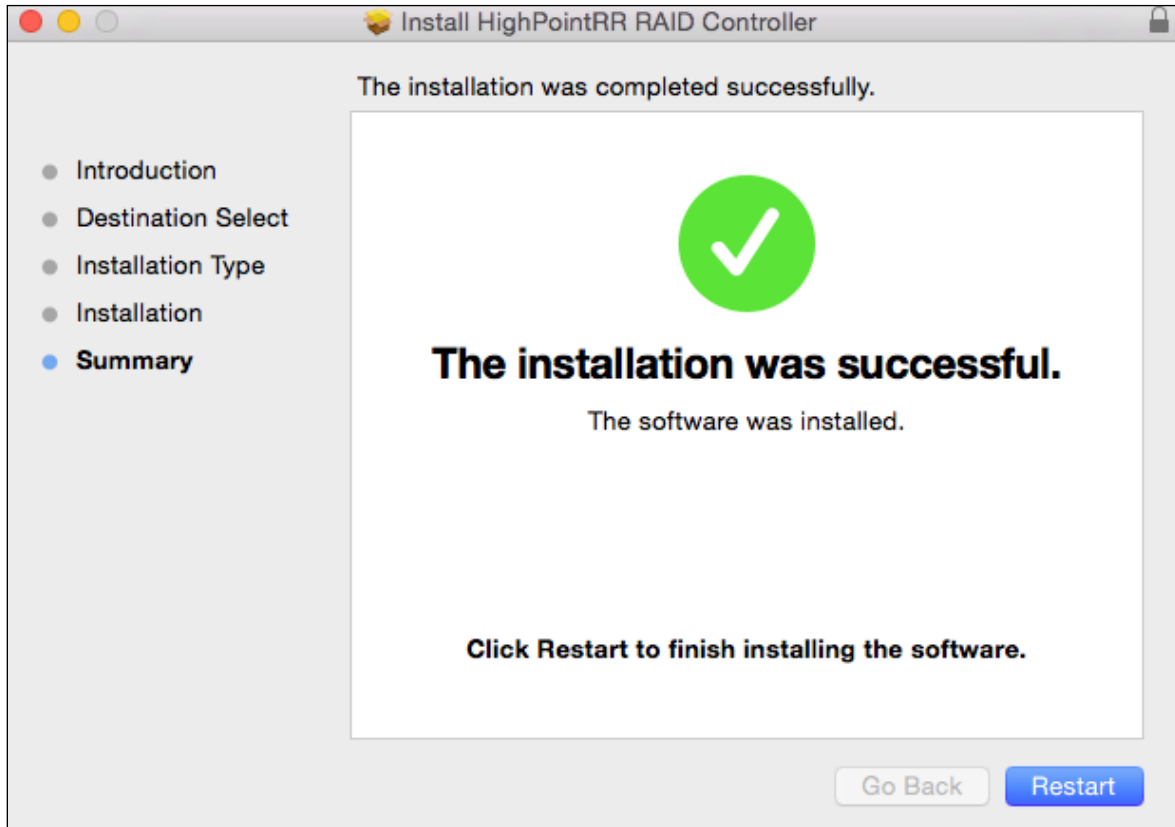 Install HighPointRR RAID Controller
The installation was completed successfully.
Introduction
Destination Select
Installation Type
Installation
Summary
The installation was successful.
The software was installed.
Click Restart to finish installing the software.
Go Back
Restart